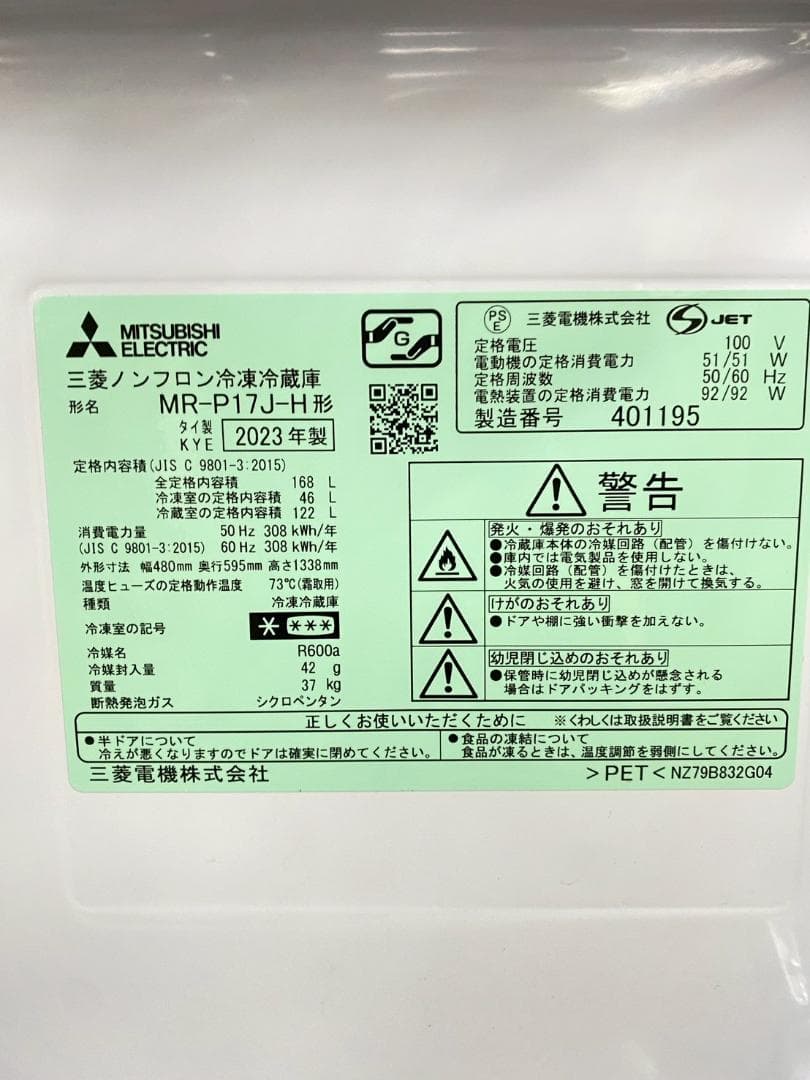 MITSUBISHI
ELECTRIC
三菱ノンフロン冷凍冷蔵庫
形名 MR-P17J-H形
タイ製
KYE 2023年製
定格内容積(JIS C 9801-3:2015)
全定格内容積 168 L
冷凍室の定格内容積 46 L
冷蔵室の定格内容積 122 L
消費電力量 50Hz 308kWh/年
(JIS C 9801-3:2015) 60Hz 308kWh/年
外形寸法 幅480mm 奥行595mm 高さ1338mm
温度ヒューズの定格動作温度 73℃(霜取用)
種類 冷凍冷蔵庫
冷凍室の記号 * ***
冷媒名 R600a
冷媒封入量 42 g
質量 37 kg
断熱発泡ガス シクロペンタン
G
PS
E 三菱電機株式会社 S JET
定格電圧 100 V
電動機の定格消費電力 51/51 W
定格周波数 50/60 Hz
電熱装置の定格消費電力 92/92 W
製造番号 401195
警告
発火・爆発のおそれあり
●冷蔵庫本体の冷媒回路(配管)を傷付けない。
●庫内では電気製品を使用しない。
●冷媒回路(配管)を傷付けたときは、
火気の使用を避け、窓を開けて換気する。
けがのおそれあり
●ドアや棚に強い衝撃を加えない。
幼児閉じ込めのおそれあり
●保管時に幼児閉じ込めが懸念される
場合はドアパッキングをはずす。
正しくお使いいただくために ※くわしくは取扱説明書をご覧ください
●半ドアについて
冷えが悪くなりますのでドアは確実に閉めてください。
●食品の凍結について
食品が凍るときは、温度調節を弱側にしてください。
三菱電機株式会社 >PET< NZ79B832G04